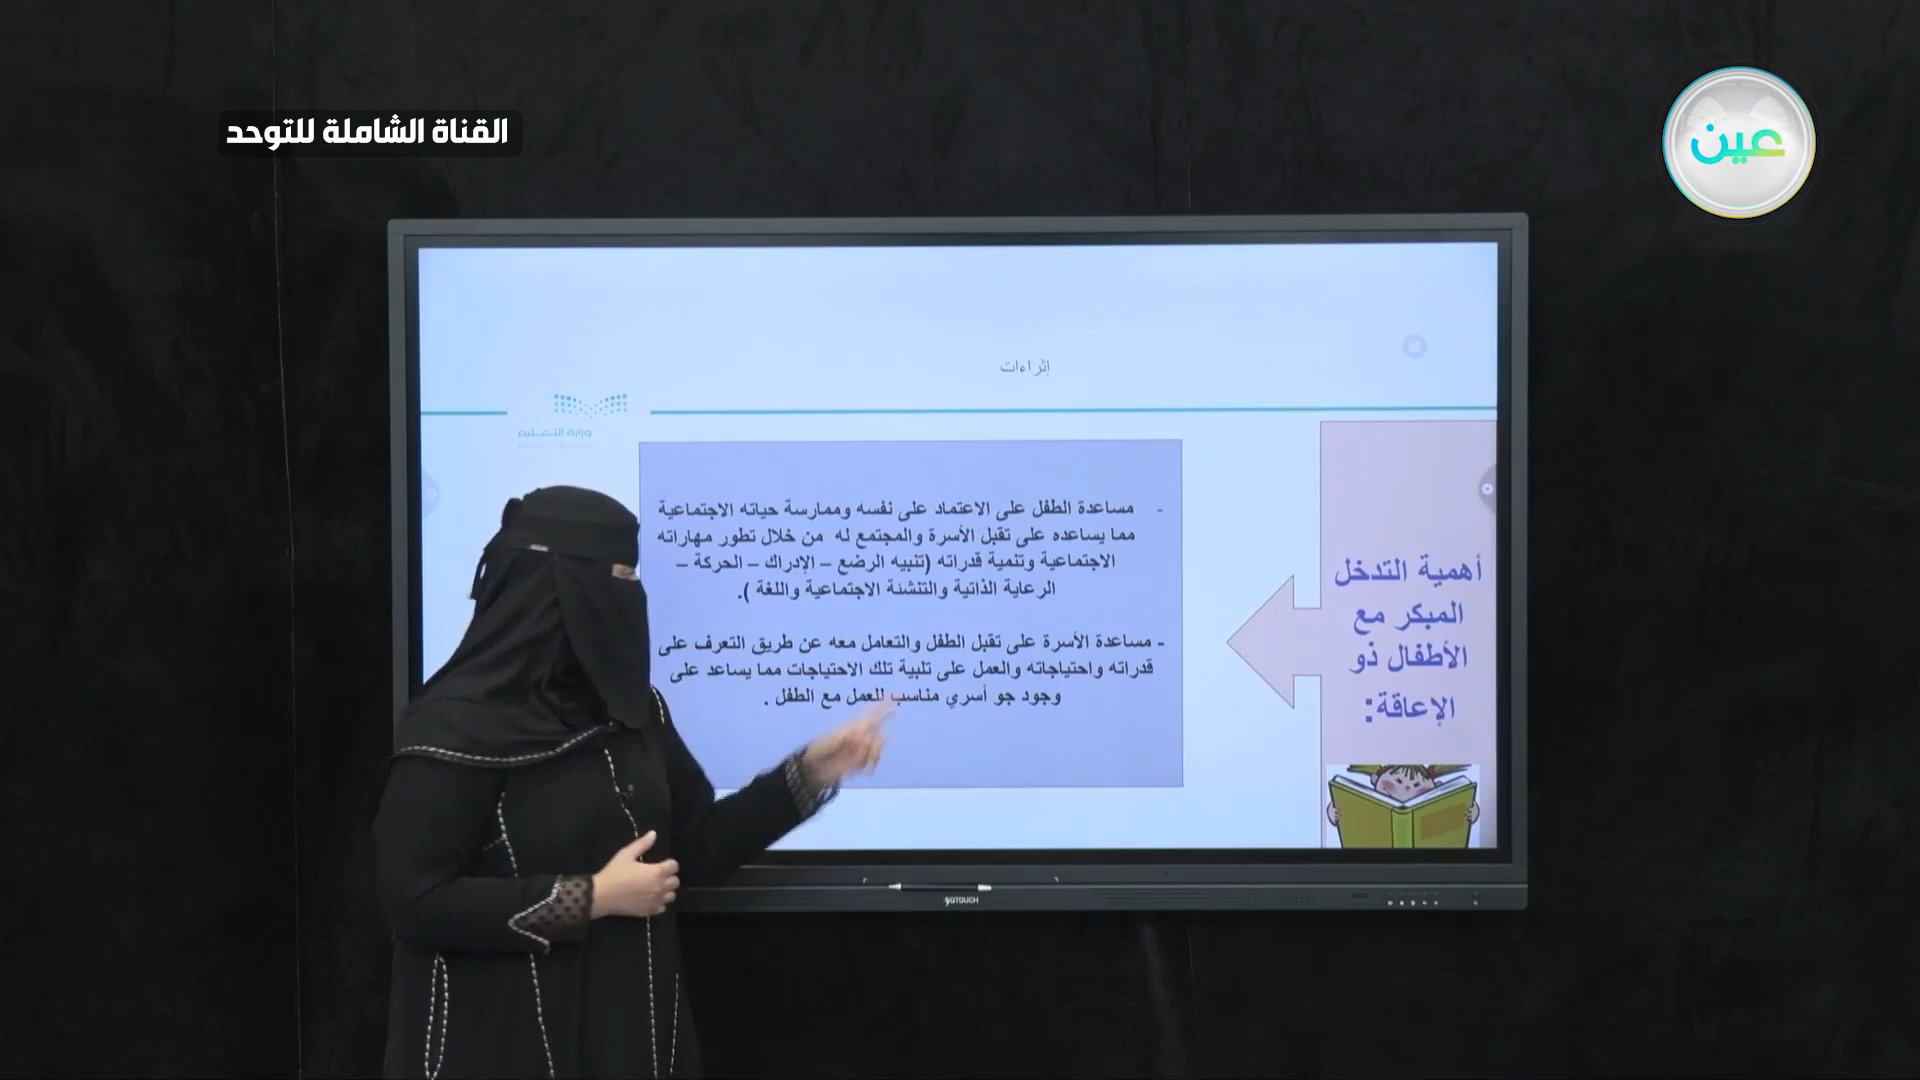 القناة الشاملة للتوحد
عين
إثراءات
وزارة التعـليم
أهمية التدخل
المبكر مع
الأطفال ذو
الإعاقة:
- مساعدة الطفل على الاعتماد على نفسه وممارسة حياته الاجتماعية
مما يساعده على تقبل الأسرة والمجتمع له من خلال تطور مهاراته
الاجتماعية وتنمية قدراته (تنبيه الرضع – الإدراك – الحركة –
الرعاية الذاتية والتنشئة الاجتماعية واللغة ).
- مساعدة الأسرة على تقبل الطفل والتعامل معه عن طريق التعرف على
قدراته واحتياجاته والعمل على تلبية تلك الاحتياجات مما يساعد على
وجود جو أسري مناسب للعمل مع الطفل .